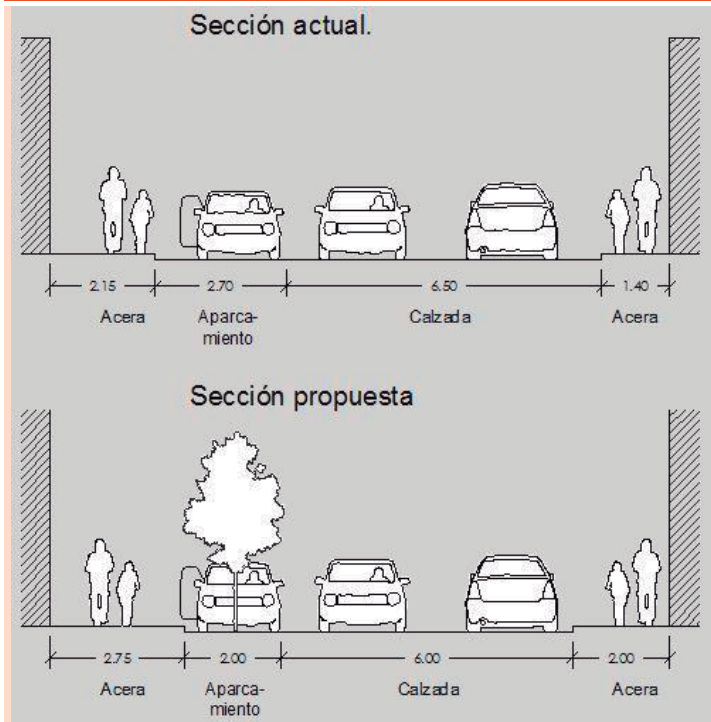 Sección actual.
2.15 2.70 6.50 1.40
Acera Aparca- Calzada Acera
miento
Sección propuesta
2.75 2.00 6.00 2.00
Acera Aparca- Calzada Acera
miento